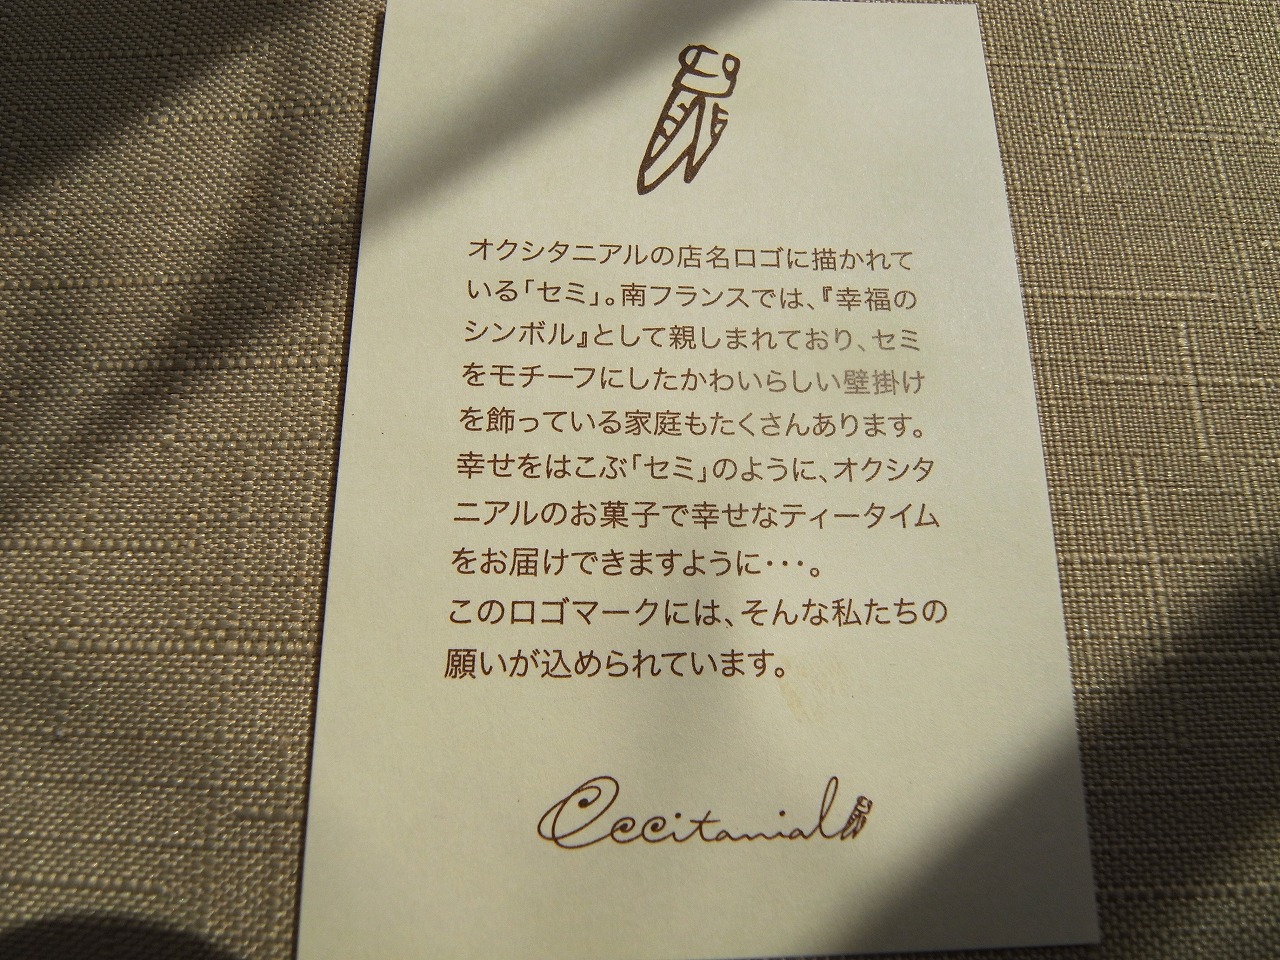 オクシタニアルの店名ロゴに描かれて
いる「セミ」。南フランスでは、『幸福の
シンボル』として親しまれており、セミ
をモチーフにしたかわいらしい壁掛け
を飾っている家庭もたくさんあります。
幸せをはこぶ「セミ」のように、オクシタ
ニアルのお菓子で幸せなティータイム
をお届けできますように・・・。
このロゴマークには、そんな私たちの
願いが込められています。
Occitanial